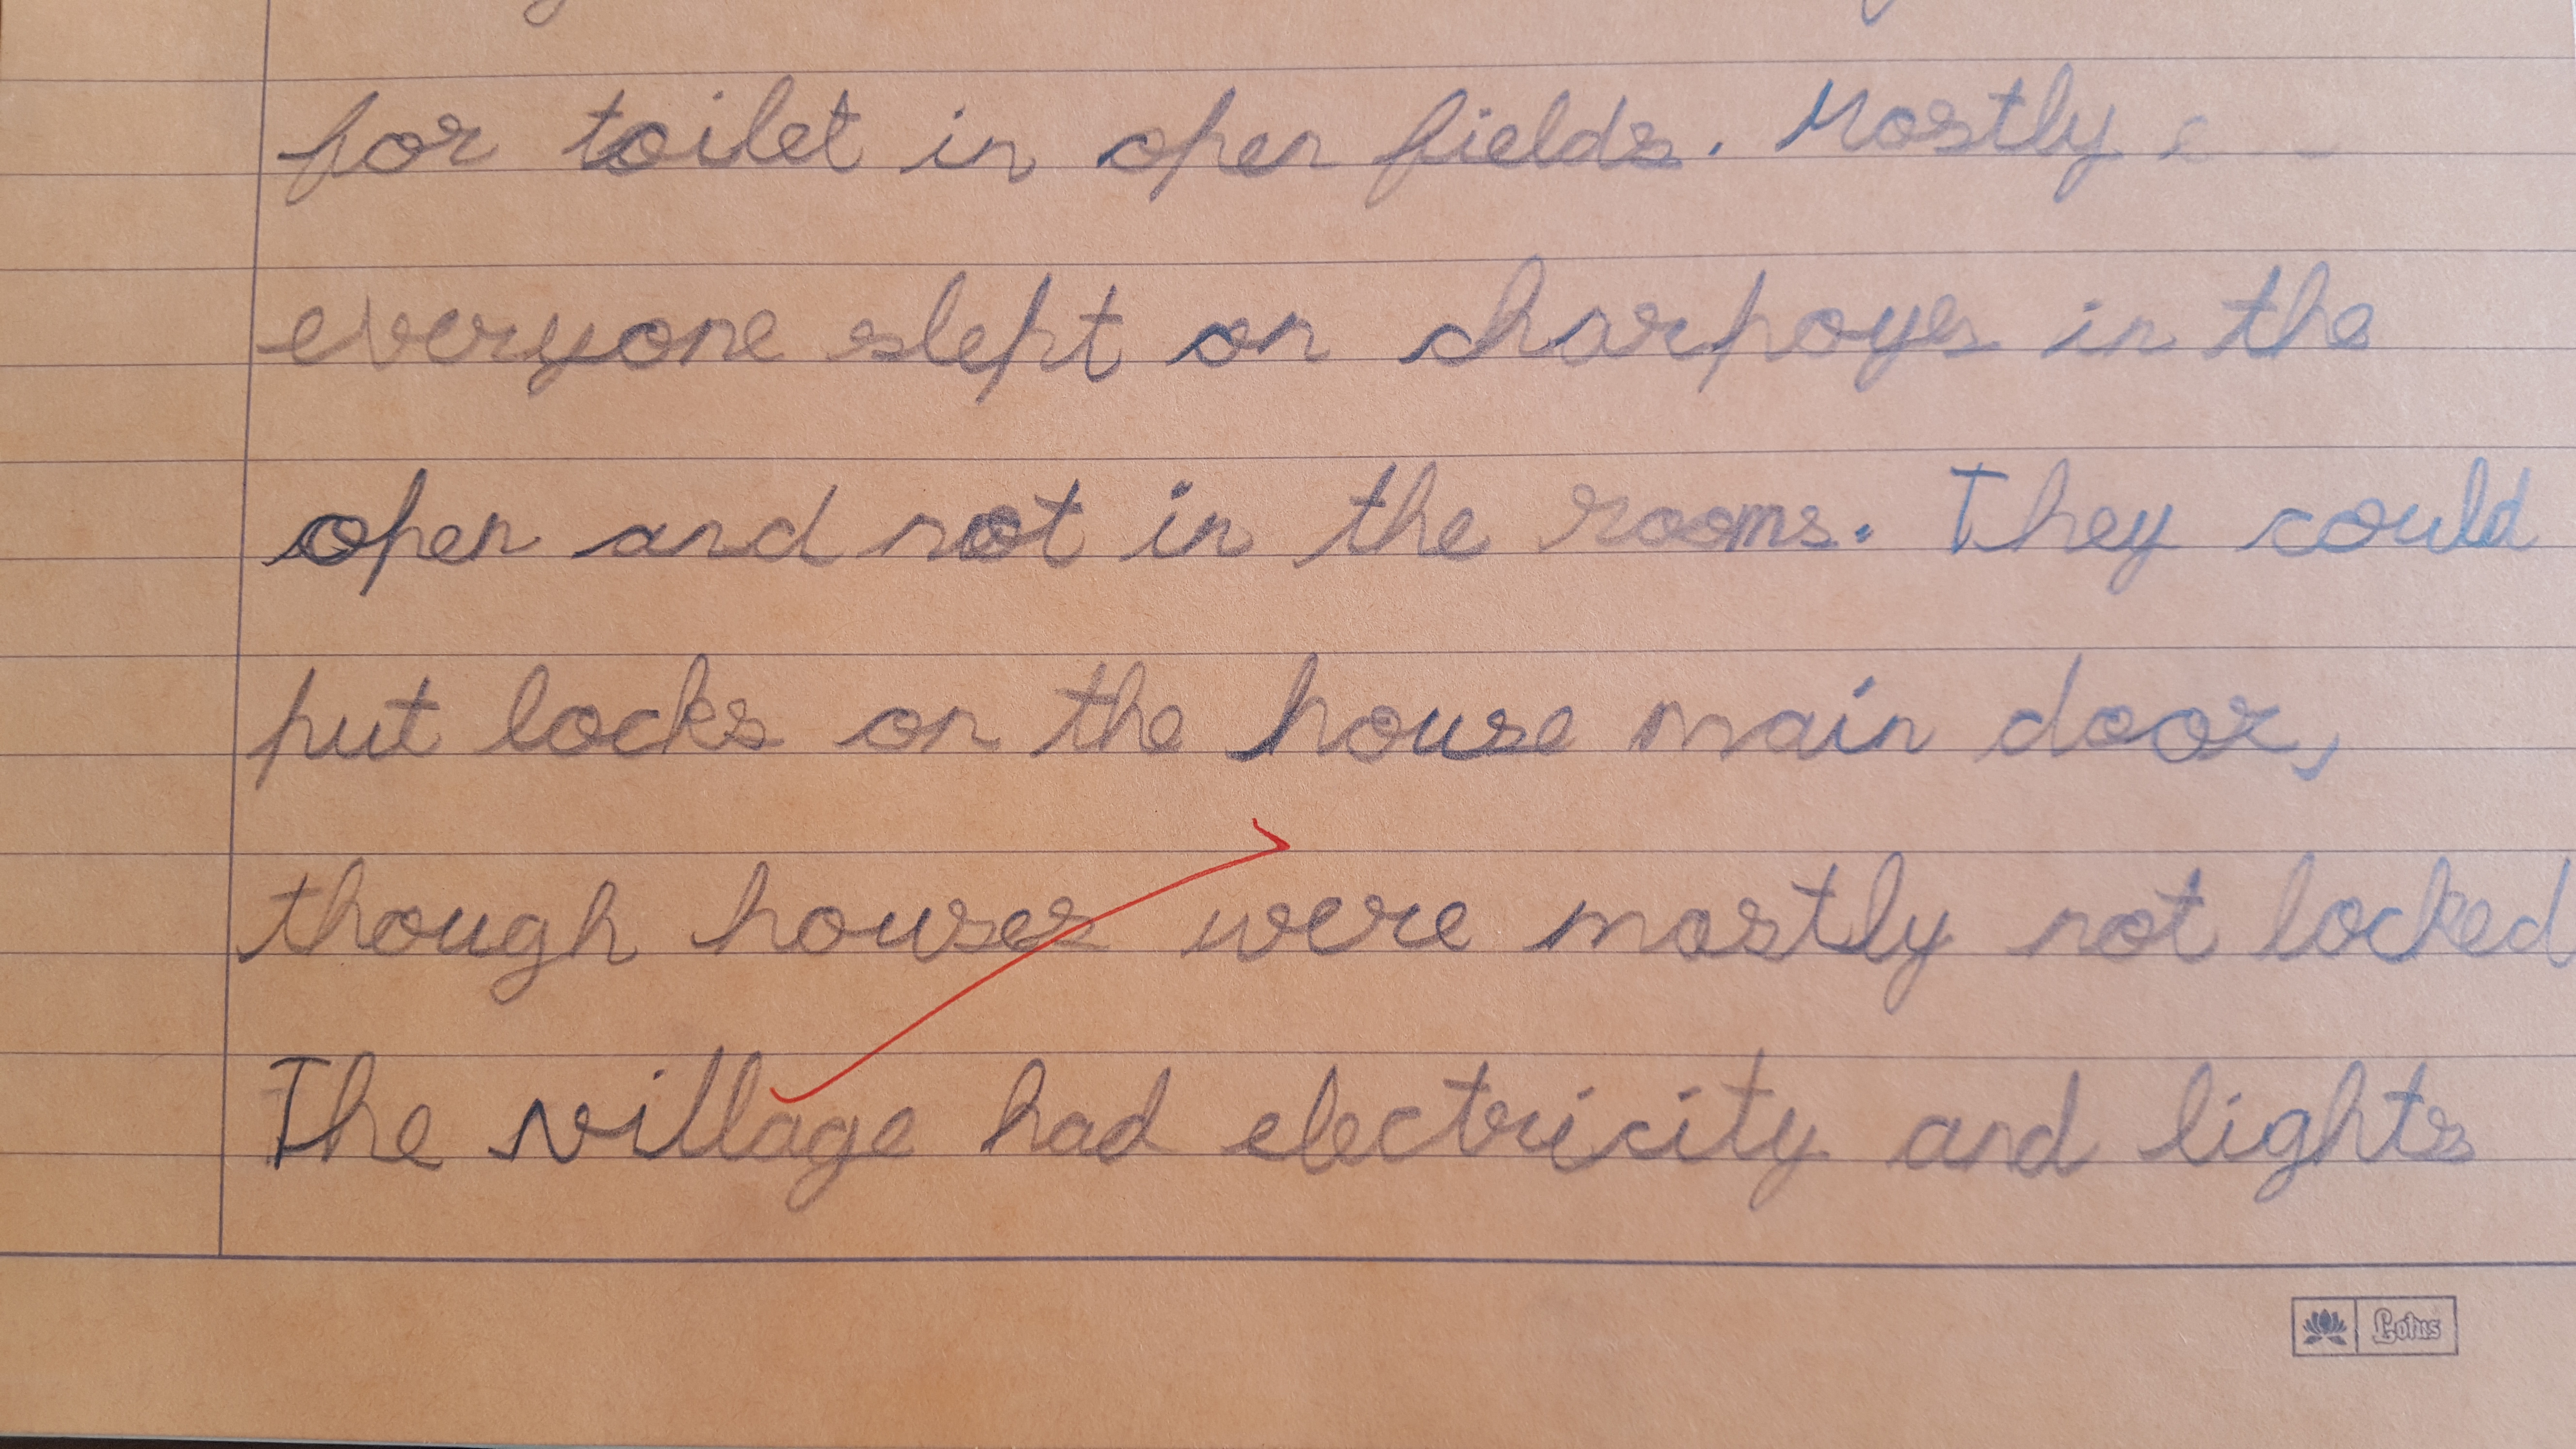 for toilet in open fields. Mostly
everyone slept on charpoyes in the
open and not in the rooms. They could
put locks on the house main door,
though houses were mostly not locked
The village had electricity and lights
Lotus